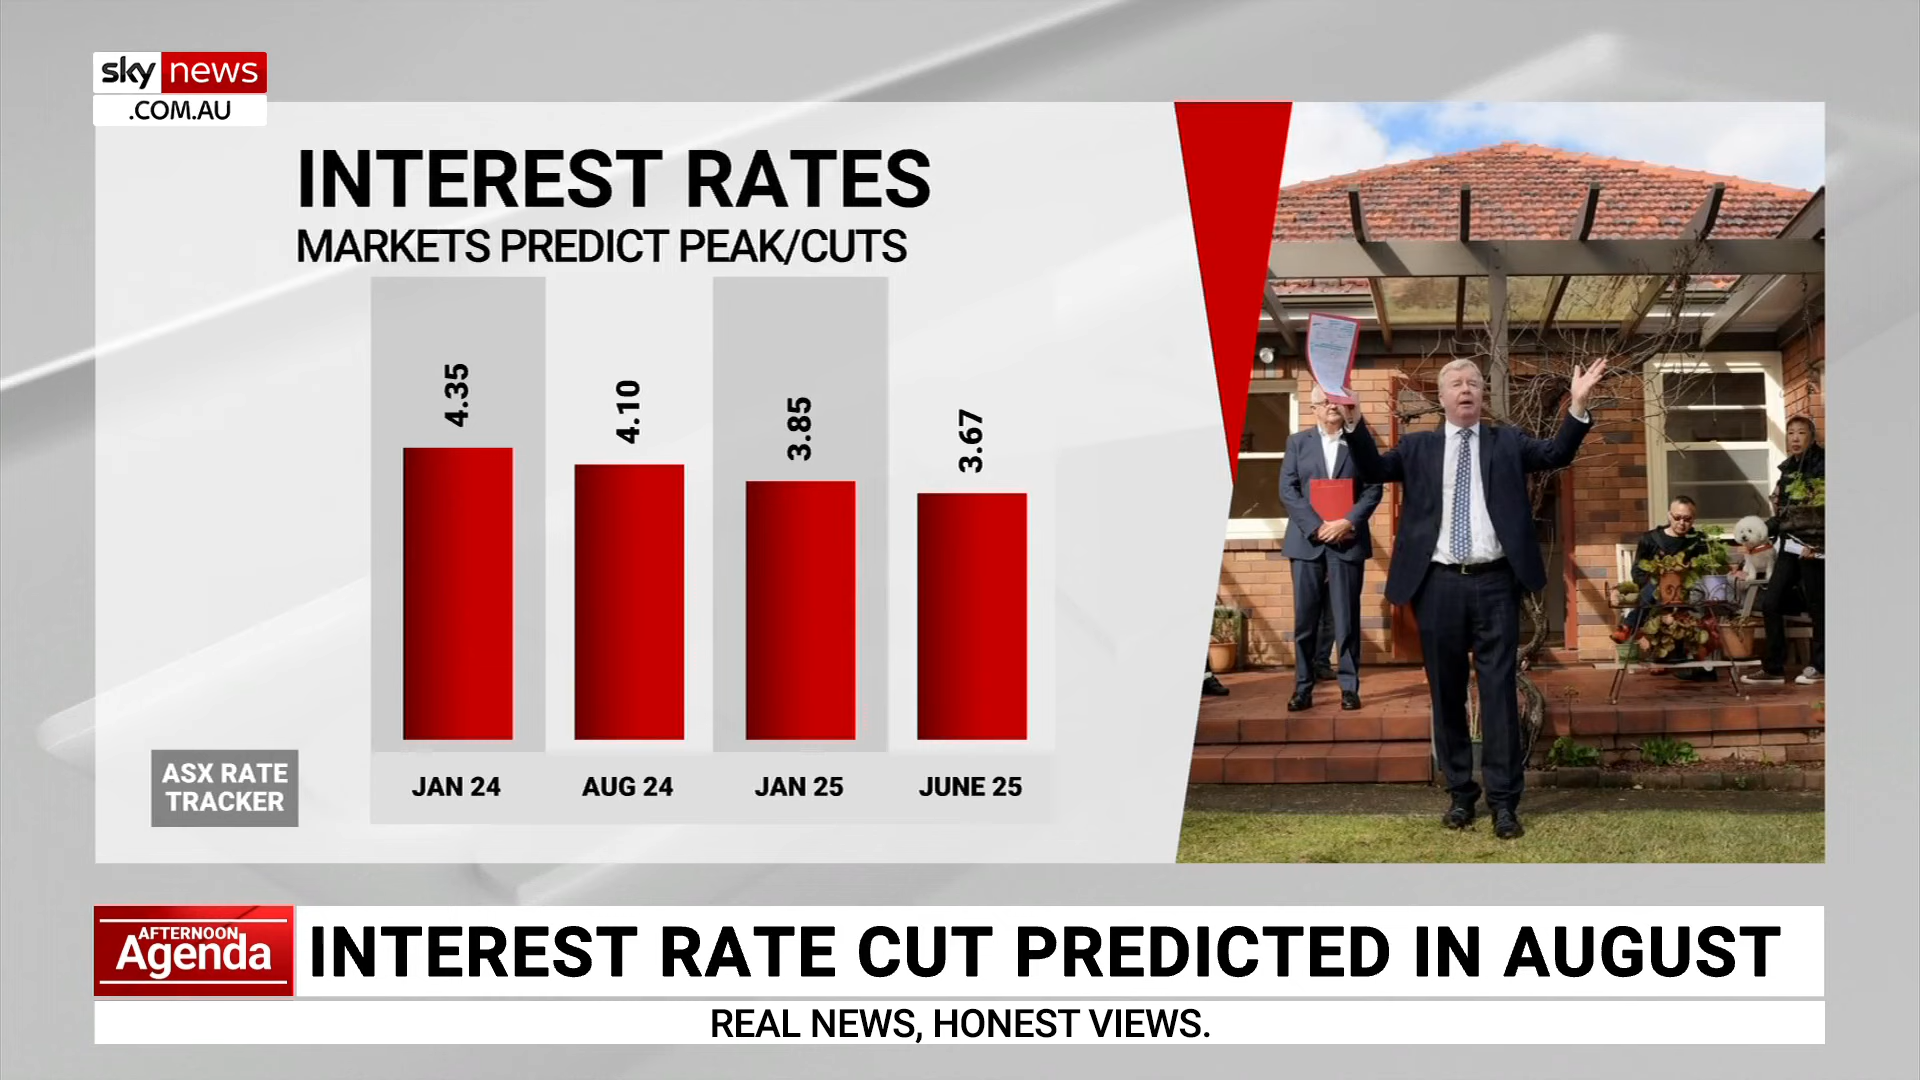 sky news
.COM.AU
INTEREST RATES
MARKETS PREDICT PEAK/CUTS
4.35
4.10
3.85
3.67
JAN 24
AUG 24
JAN 25
JUNE 25
ASX RATE
TRACKER
AFTERNOON
Agenda
INTEREST RATE CUT PREDICTED IN AUGUST
REAL NEWS, HONEST VIEWS.